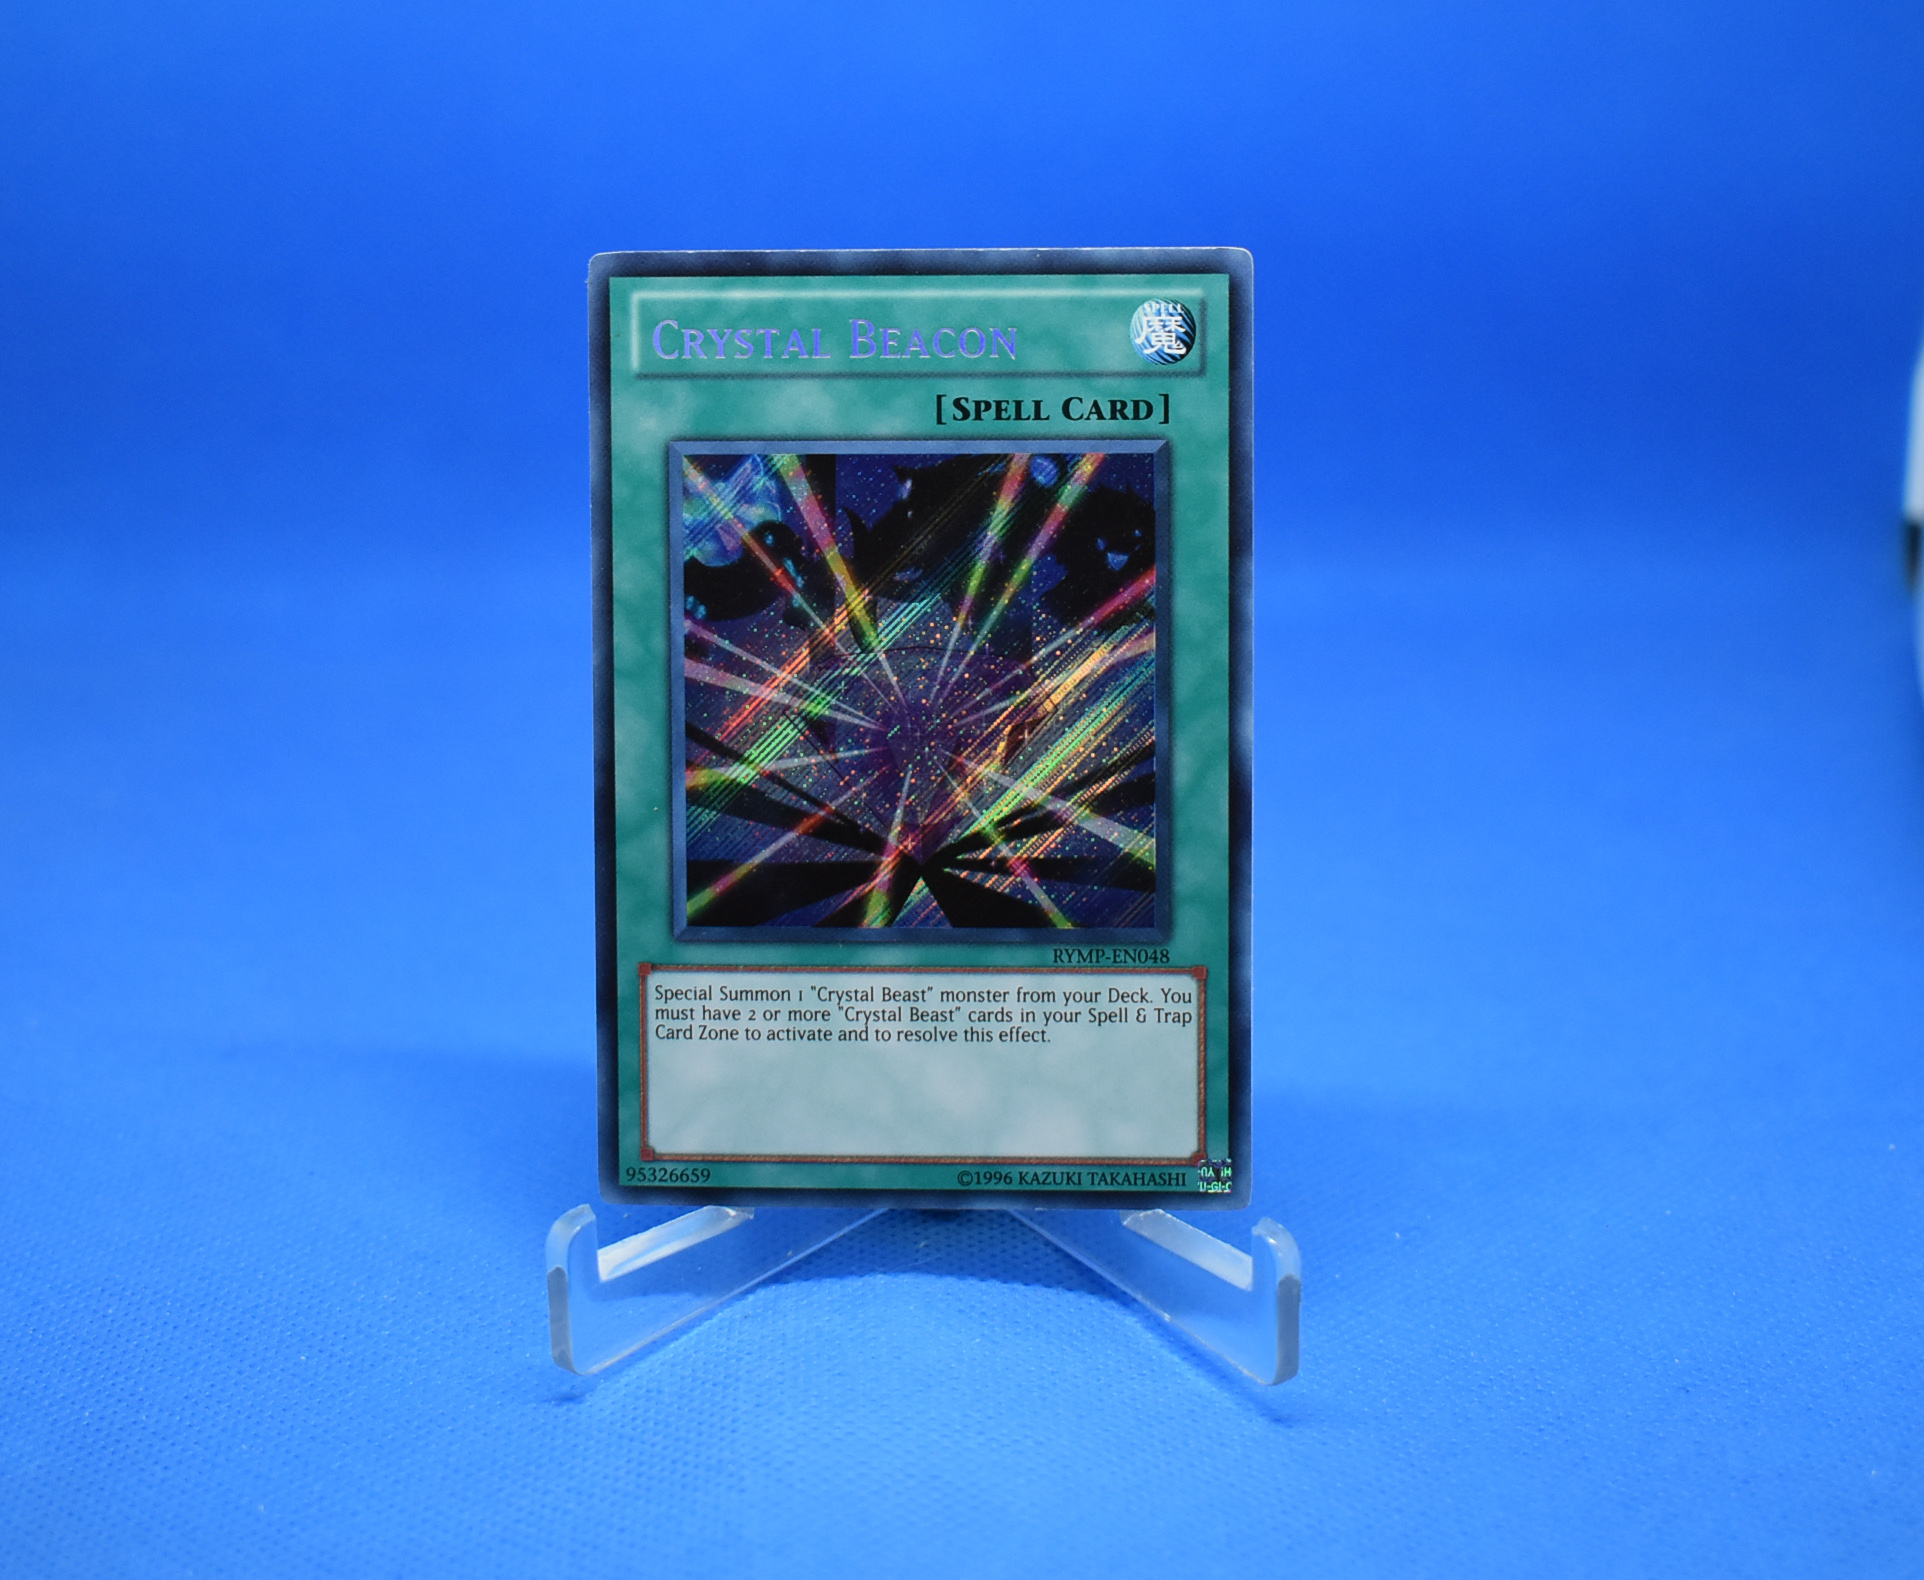 Crystal Beacon
SPELL
魔
[Spell Card]
RYMP-EN048
Special Summon 1 "Crystal Beast" monster from your Deck. You
must have 2 or more "Crystal Beast" cards in your Spell & Trap
Card Zone to activate and to resolve this effect.
95326659
©1996 KAZUKI TAKAHASHI